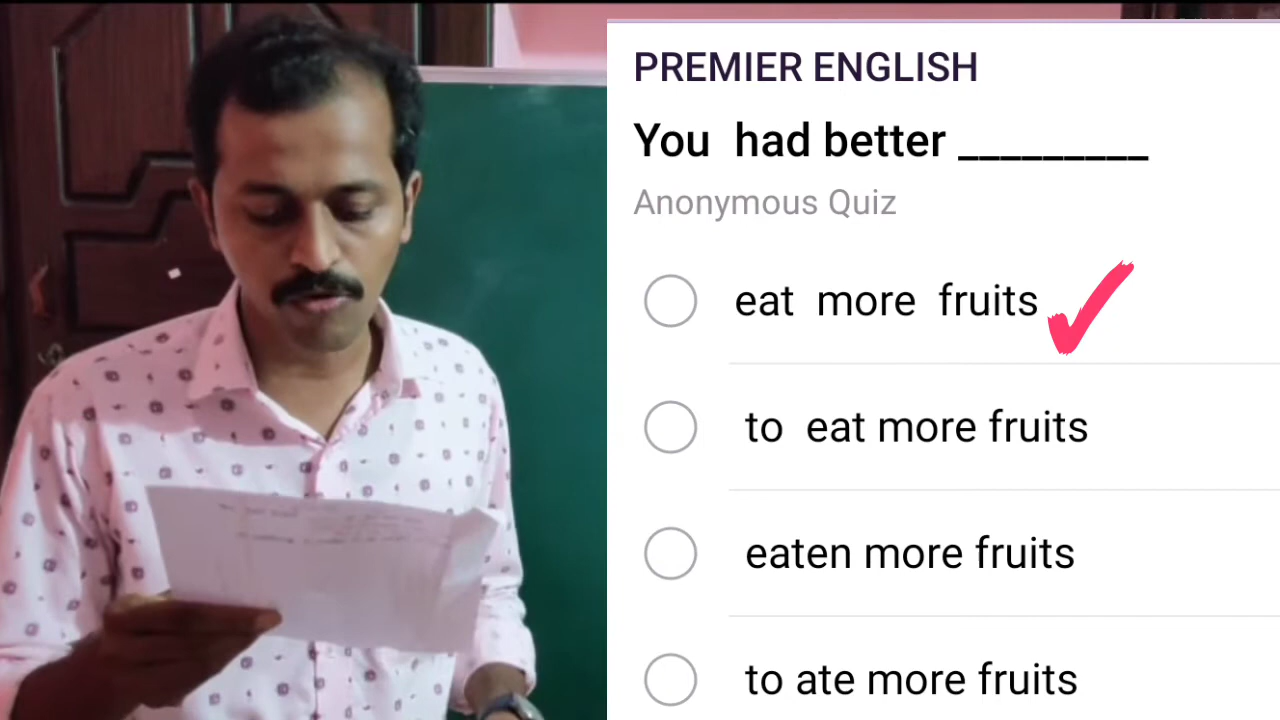 PREMIER ENGLISH
You had better _________
Anonymous Quiz
eat more fruits
to eat more fruits
eaten more fruits
to ate more fruits